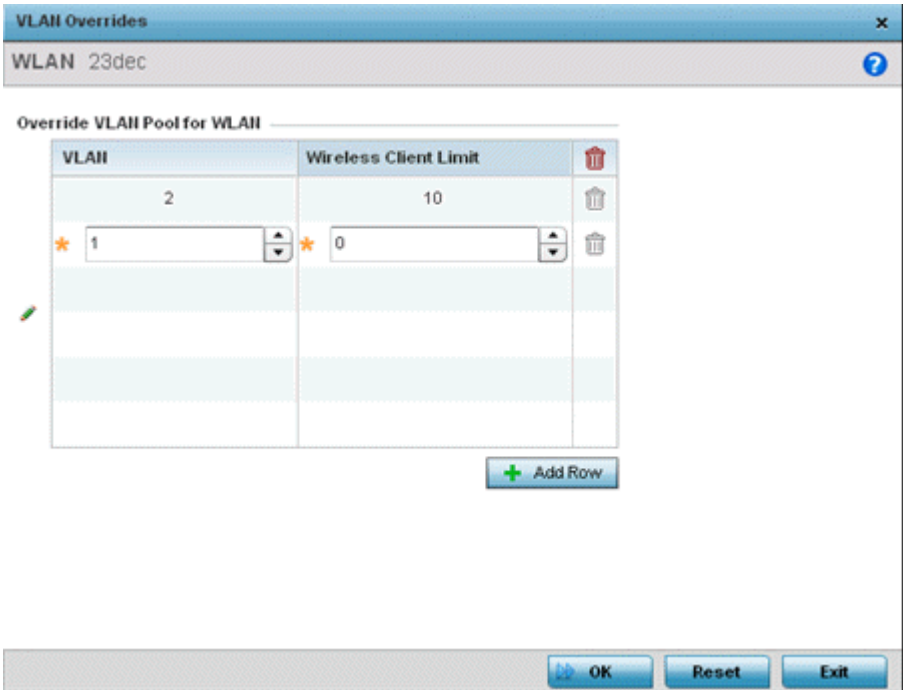 VLAN Overrides
WLAN 23dec
Override VLAN Pool for WLAN
VLAN Wireless Client Limit
2 10
* 1 * 0
Add Row
OK Reset Exit